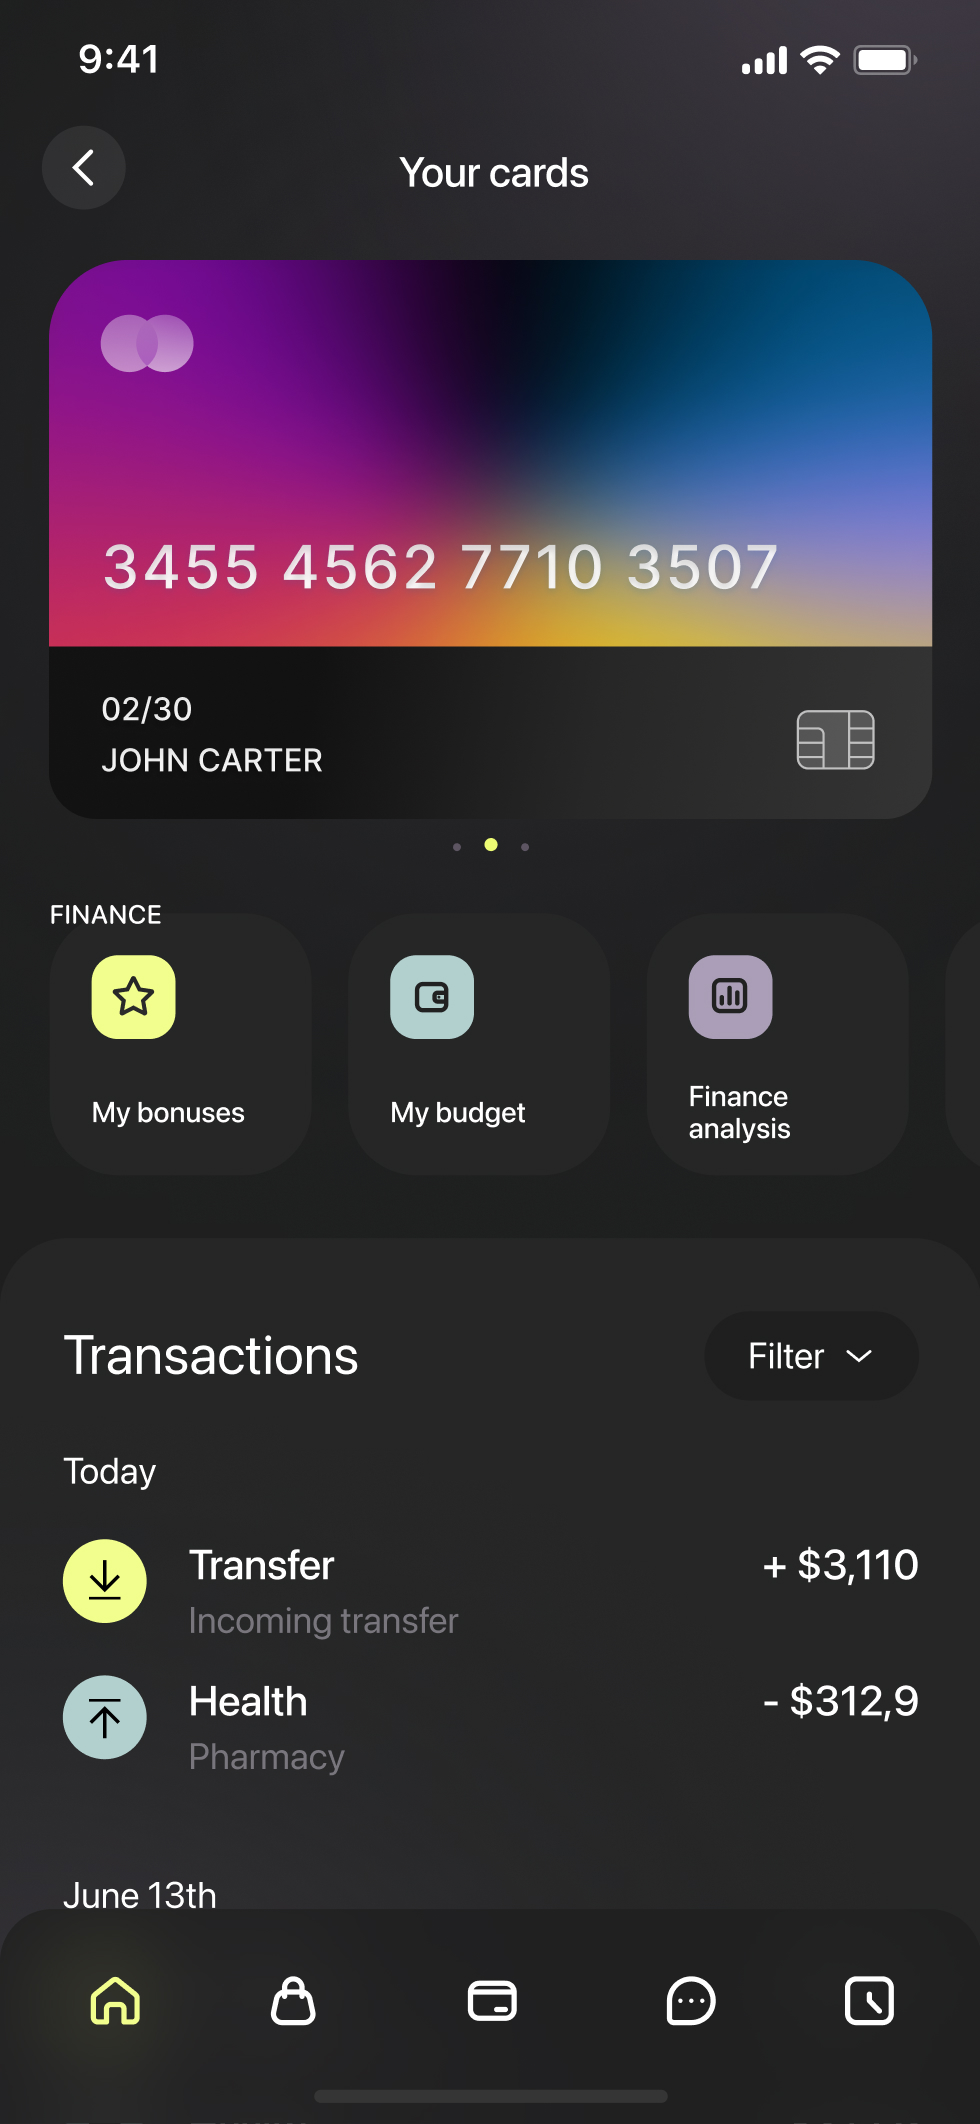 9:41
Your cards
3455 4562 7710 3507
02/30
JOHN CARTER
FINANCE
My bonuses
My budget
Finance
analysis
Transactions
Filter
Today
Transfer
+ $3,110
Incoming transfer
Health
- $312,9
Pharmacy
June 13th